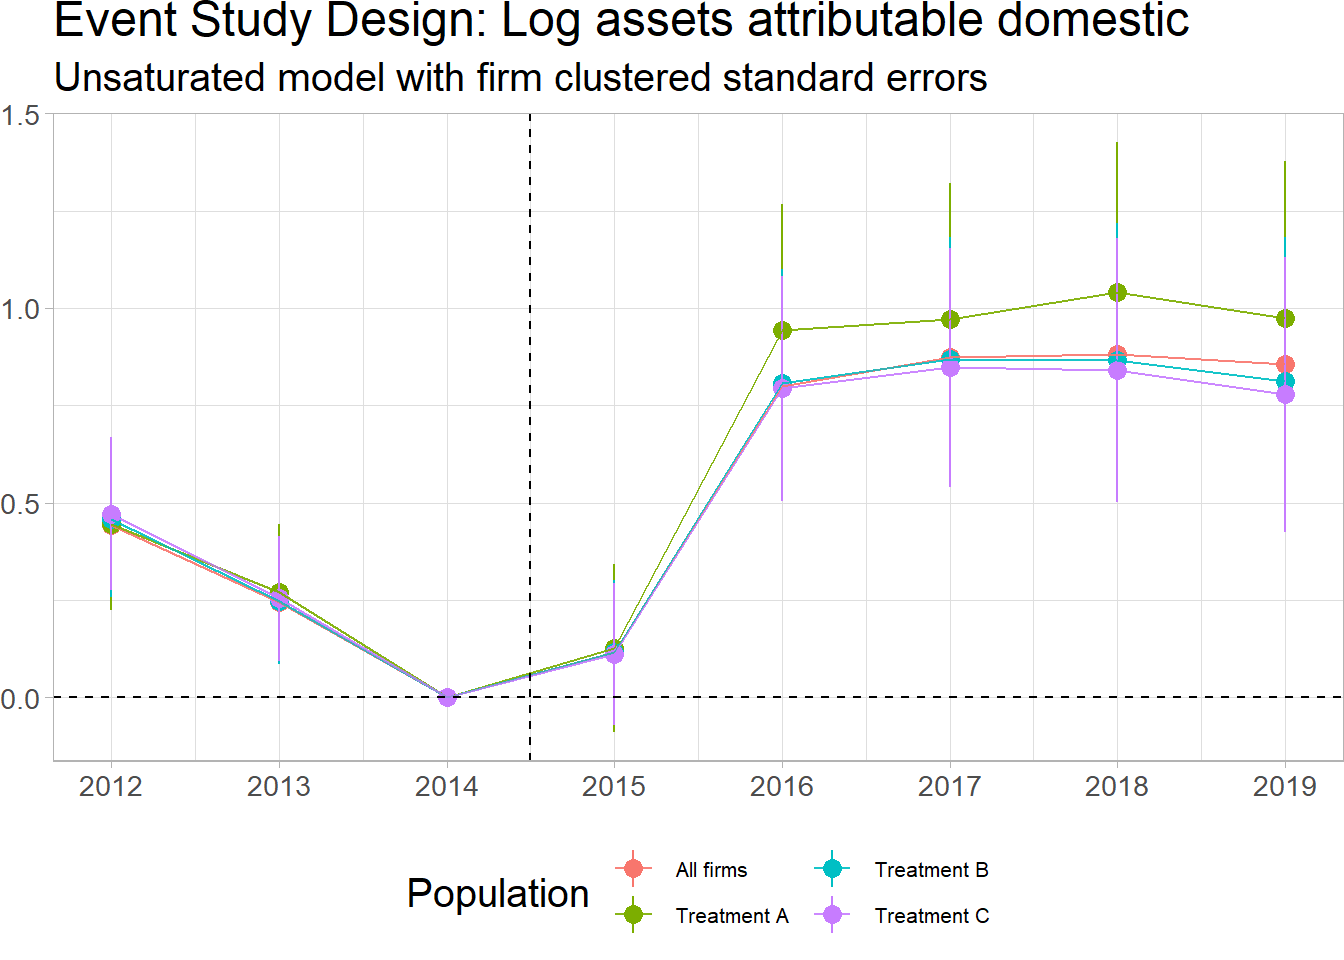 Event Study Design: Log assets attributable domestic
Unsaturated model with firm clustered standard errors
1.5
1.0
0.5
0.0
2012 2013 2014 2015 2016 2017 2018 2019
Population
All firms
Treatment A
Treatment B
Treatment C